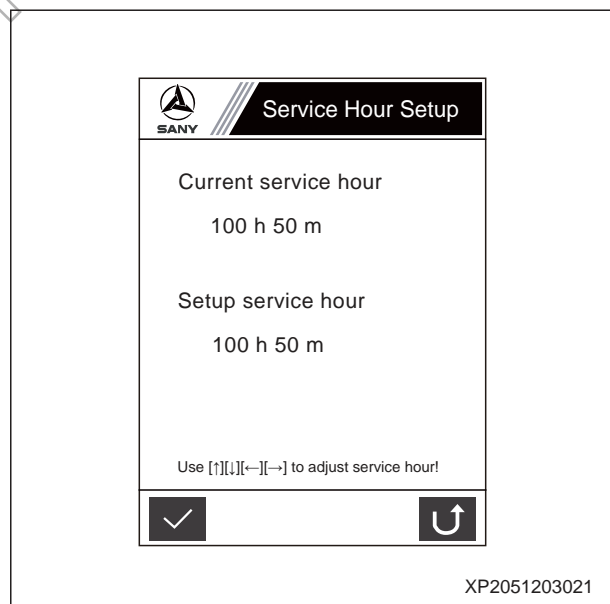 SANY
Service Hour Setup
Current service hour
100 h 50 m
Setup service hour
100 h 50 m
Use [↑][↓][←][→] to adjust service hour!
XP2051203021